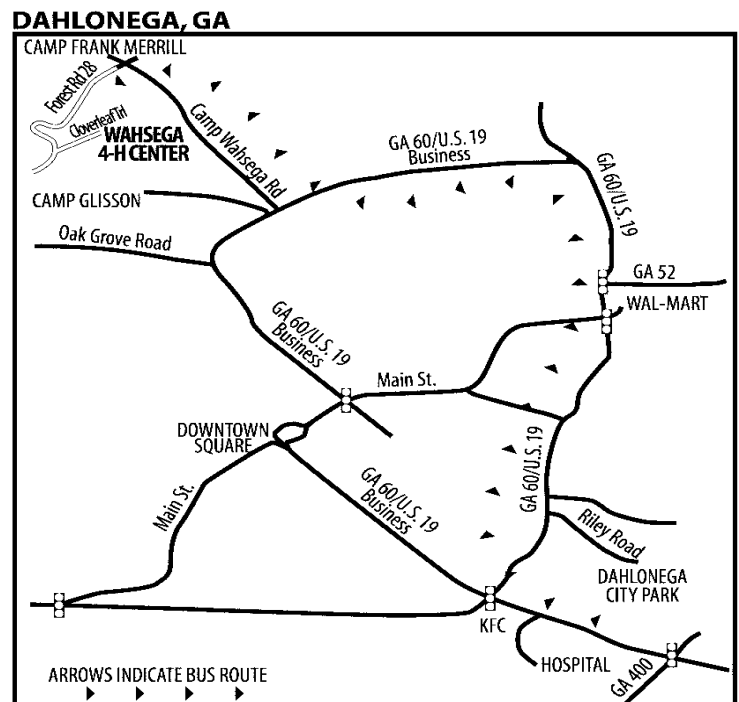 DAHLONEGA, GA
CAMP FRANK MERRILL
Forest Rd 28
Cloverleaf Trl
WAHSEGA
4-H CENTER
Camp Wahsega Rd
GA 60/U.S. 19
Business
GA 60/U.S. 19
CAMP GLISSON
Oak Grove Road
GA 52
WAL-MART
GA 60/U.S. 19
Business
Main St.
DOWNTOWN
SQUARE
GA 60/U.S. 19
GA 60/U.S. 19
Business
Main St.
Riley Road
DAHLONEGA
CITY PARK
KFC
HOSPITAL
GA 400
ARROWS INDICATE BUS ROUTE